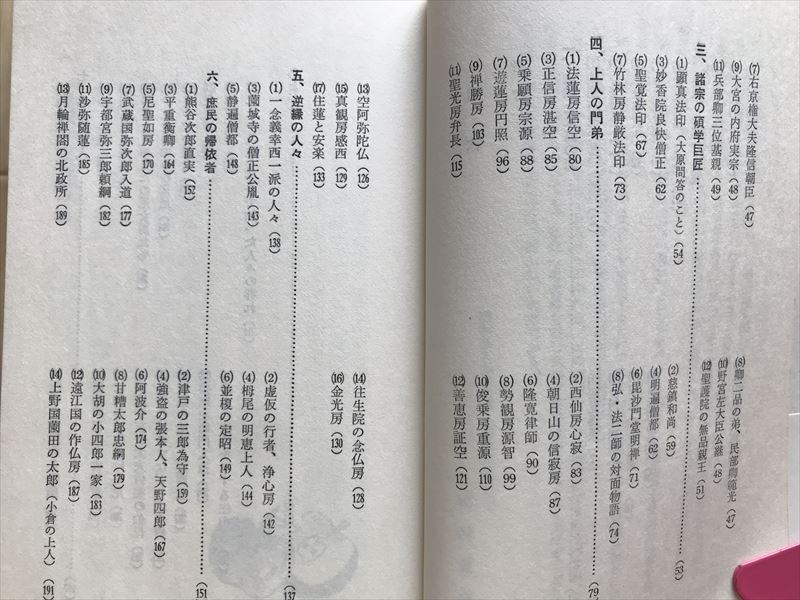 ⑺右京権大夫隆信朝臣（47）
⑻卿二品の弟、民部卿範光（47）
⑼大宮の内府実宗（48）
⑽野宮左大臣公継（48）
⑾兵部卿三位基親（49）
⑿聖護院の無品親王（51）
三、諸宗の碩学巨匠……（53）
⑴顕真法印（大原問答のこと）（54）
⑵慈鎮和尚（59）
⑶妙香院良快僧正（62）
⑷明遍僧都（62）
⑸聖覚法印（67）
⑹毘沙門堂明禅（71）
⑺竹林房静厳法印（73）
⑻弘・法二師の対面物語（74）
四、上人の門弟……（79）
⑴法蓮房信空（80）
⑵西仙房心寂（83）
⑶正信房湛空（85）
⑷朝日山の信寂房（87）
⑸乗願房宗源（88）
⑹隆寛律師（90）
⑺遊蓮房円照（96）
⑻勢観房源智（99）
⑼禅勝房（103）
⑽俊乗房重源（110）
⑾聖光房弁長（115）
⑿善恵房証空（121）
⒀空阿弥陀仏（126）
⒁往生院の念仏房（128）
⒂真観房感西（129）
⒃金光房（130）
⒄住蓮と安楽（133）
五、逆縁の人々……（137）
⑴一念義幸西一派の人々（138）
⑵虚仮の行者、浄心房（142）
⑶園城寺の僧正公胤（143）
⑷栂尾の明恵上人（144）
⑸静遍僧都（148）
⑹並榎の定昭（149）
六、庶民の帰依者……（151）
⑴熊谷次郎直実（152）
⑵津戸の三郎為守（159）
⑶平重衡卿（164）
⑷強盗の張本人、天野四郎（167）
⑸尼聖如房（170）
⑹阿波介（174）
⑺武蔵国弥次郎入道（177）
⑻甘糟太郎忠綱（179）
⑼宇都宮弥三郎頼綱（182）
⑽大胡の小四郎一家（183）
⑾沙弥随蓮（185）
⑿遠江国の作仏房（187）
⒀月輪禅閤の北政所（189）
⒁上野国薗田の太郎（小倉の上人）（191）